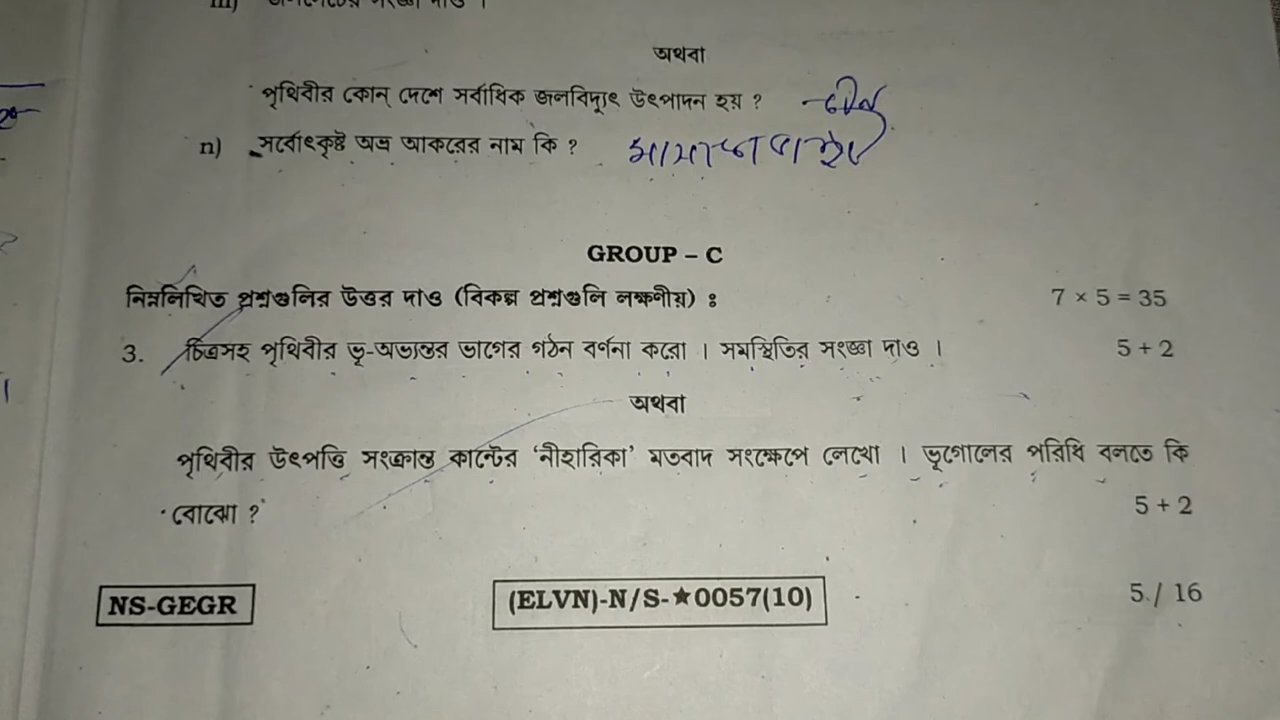 অথবা
পৃথিবীর কোন্ দেশে সর্বাধিক জলবিদ্যুৎ উৎপাদন হয় ? চীন
n) সর্বোৎকৃষ্ট অভ্র আকরের নাম কি ?
GROUP – C
নিম্নলিখিত প্রশ্নগুলির উত্তর দাও (বিকল্প প্রশ্নগুলি লক্ষণীয়) : 7 × 5 = 35
3. চিত্রসহ পৃথিবীর ভূ-অভ্যন্তর ভাগের গঠন বর্ণনা করো । সমস্থিতির সংজ্ঞা দাও । 5 + 2
অথবা
পৃথিবীর উৎপত্তি সংক্রান্ত কান্টের ‘নীহারিকা’ মতবাদ সংক্ষেপে লেখো । ভূগোলের পরিধি বলতে কি
বোঝো ? 5 + 2
NS-GEGR (ELVN)-N/S-★0057(10) 5 / 16